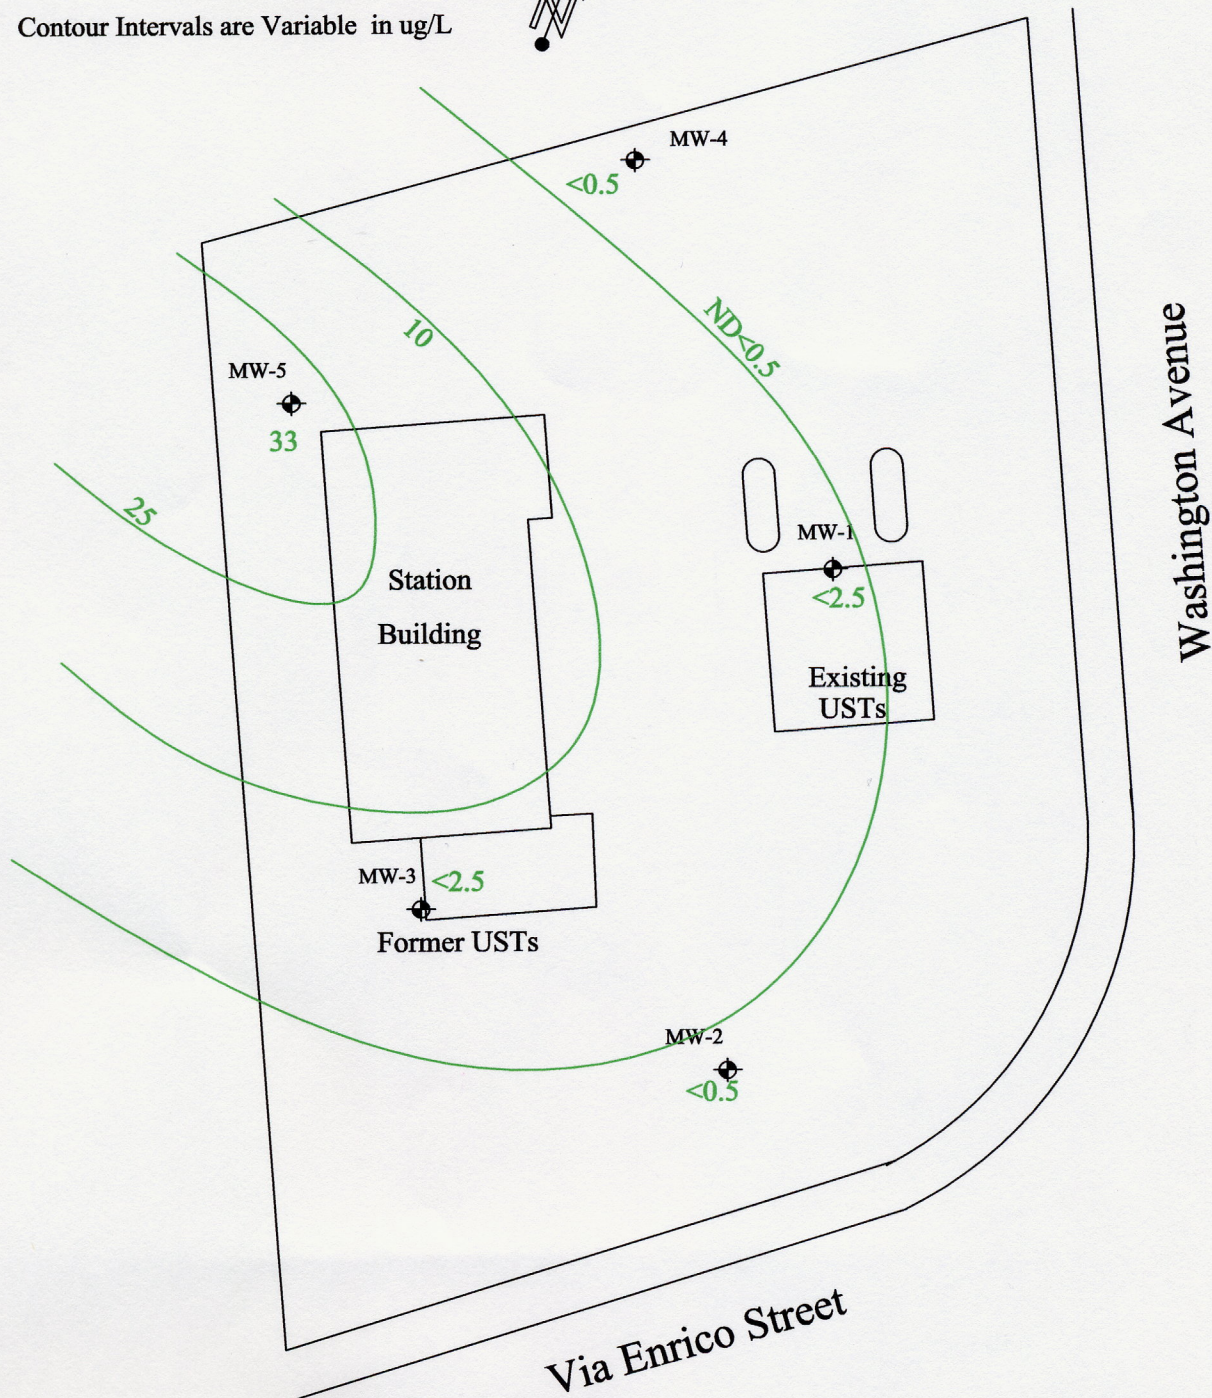 Contour Intervals are Variable in ug/L
MW-4
<0.5
ND<0.5
10
MW-5
33
25
MW-1
<2.5
Station
Building
Existing
USTs
Washington Avenue
MW-3
<2.5
Former USTs
MW-2
<0.5
Via Enrico Street